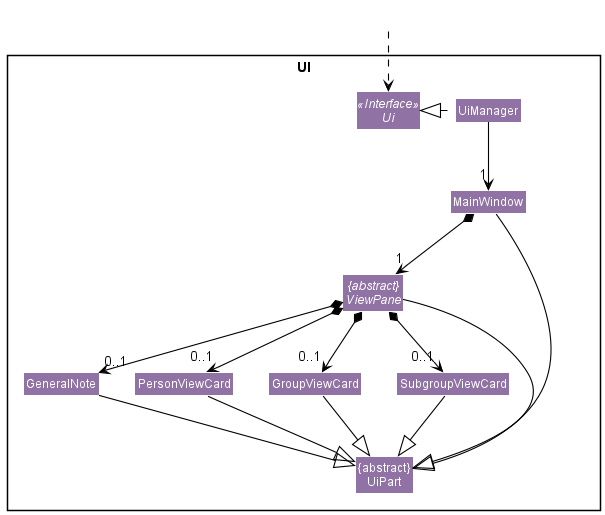 UI
«Interface»
Ui
UiManager
1
MainWindow
1
{abstract}
ViewPane
0..1
0..1
0..1
0..1
GeneralNote
PersonViewCard
GroupViewCard
SubgroupViewCard
{abstract}
UiPart